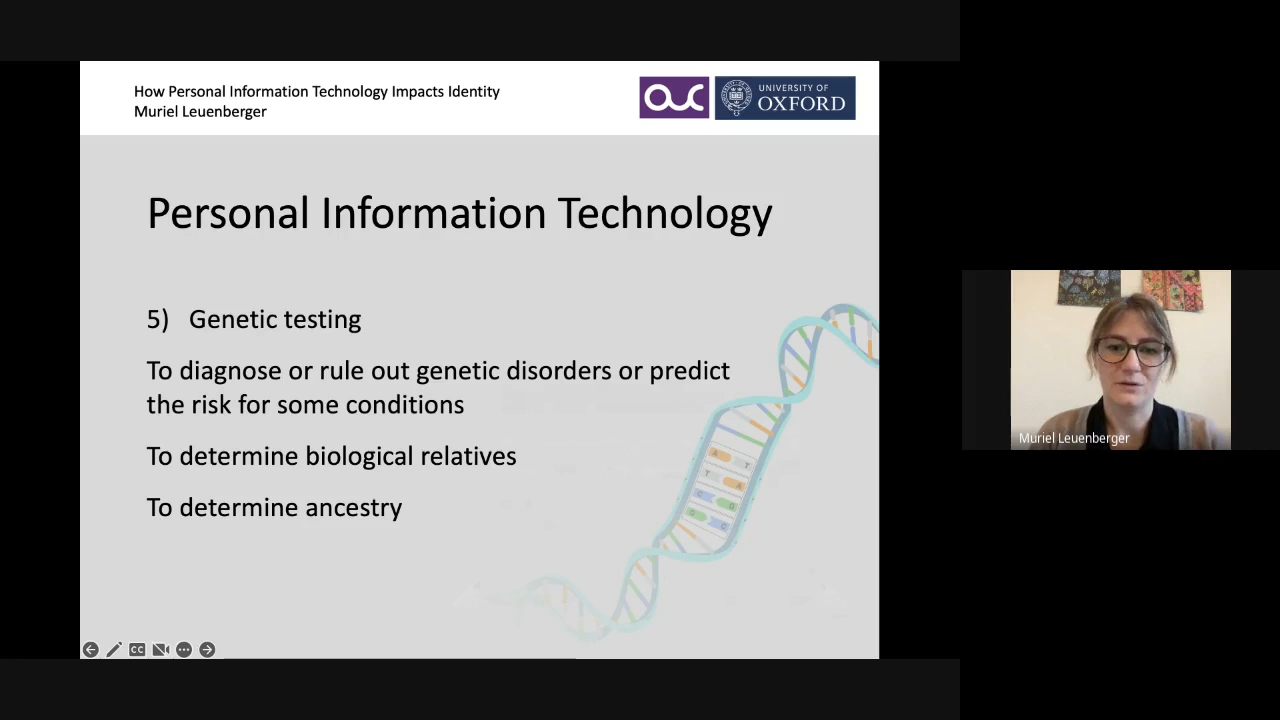 How Personal Information Technology Impacts Identity
Muriel Leuenberger
OUC
UNIVERSITY OF
OXFORD
Personal Information Technology
5) Genetic testing
To diagnose or rule out genetic disorders or predict
the risk for some conditions
To determine biological relatives
To determine ancestry
A T
T A
C G
G C
CC
Muriel Leuenberger